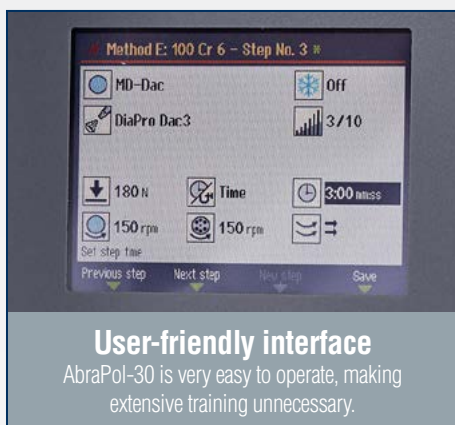 Method E: 100 Cr 6 – Step No. 3 *
MD-Dac Off
DiaPro Dac3 3/10
180 N Time 3:00 mm:ss
150 rpm 150 rpm
Set step time
Previous step Next step New step Save
User-friendly interface
AbraPol-30 is very easy to operate, making
extensive training unnecessary.